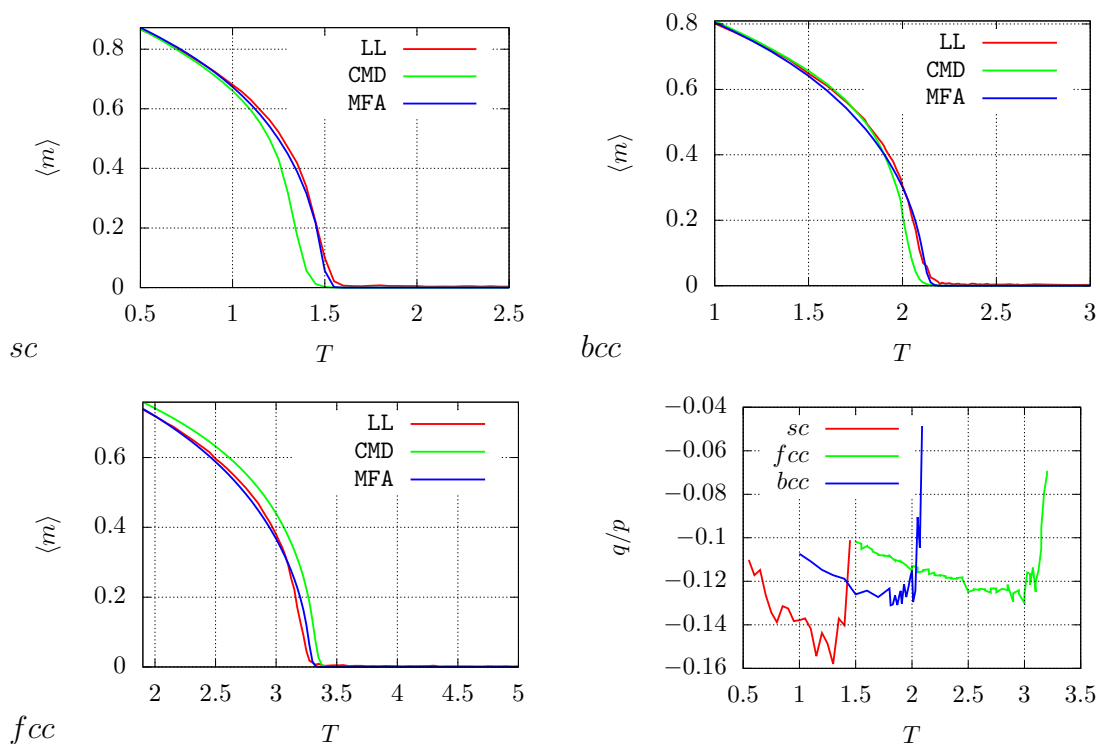 0.8
0.6
0.4
0.2
0
⟨m⟩
LL
CMD
MFA
0.5 1 1.5 2 2.5
T
sc
0.8
0.6
0.4
0.2
0
⟨m⟩
LL
CMD
MFA
1 1.5 2 2.5 3
T
bcc
0.6
0.4
0.2
0
⟨m⟩
LL
CMD
MFA
2 2.5 3 3.5 4 4.5 5
T
fcc
−0.04
−0.06
−0.08
−0.1
−0.12
−0.14
−0.16
q/p
sc
fcc
bcc
0.5 1 1.5 2 2.5 3 3.5
T